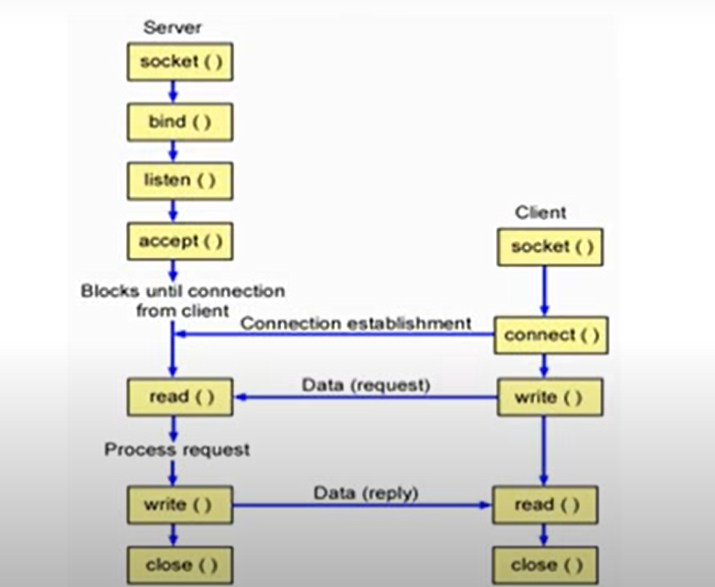 Server
socket ( )
bind ( )
listen ( )
accept ( )
Blocks until connection
from client
Client
socket ( )
Connection establishment
connect ( )
read ( )
Data (request)
write ( )
Process request
write ( )
Data (reply)
read ( )
close ( )
close ( )